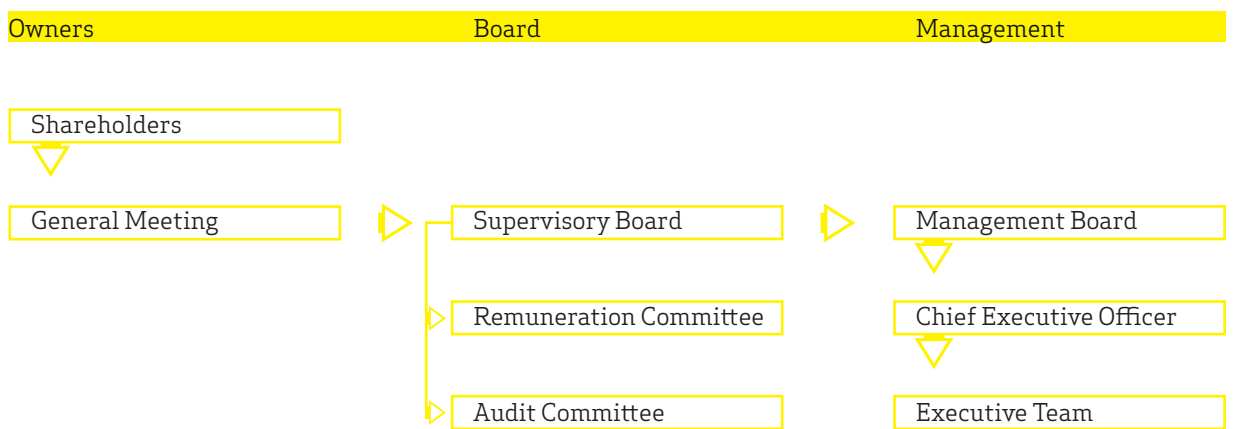 Owners Board Management
Shareholders
General Meeting Supervisory Board Management Board
Remuneration Committee Chief Executive Officer
Audit Committee Executive Team